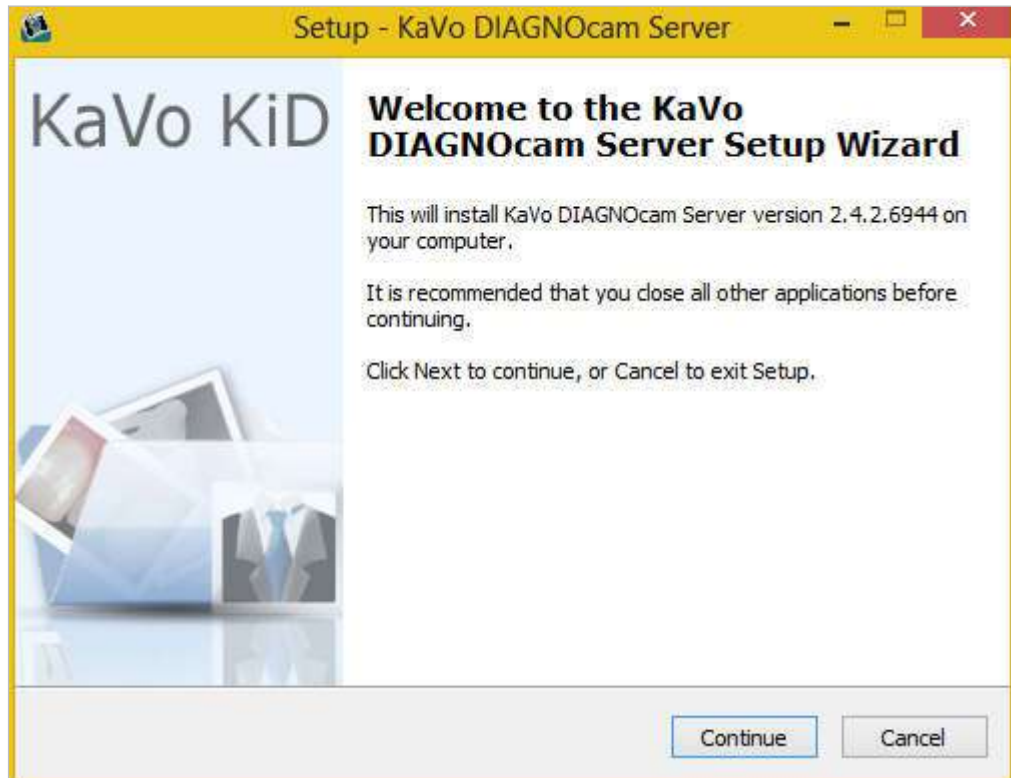 Setup - KaVo DIAGNOcam Server
KaVo KiD
Welcome to the KaVo
DIAGNOcam Server Setup Wizard
This will install KaVo DIAGNOcam Server version 2.4.2.6944 on
your computer.
It is recommended that you close all other applications before
continuing.
Click Next to continue, or Cancel to exit Setup.
Continue
Cancel